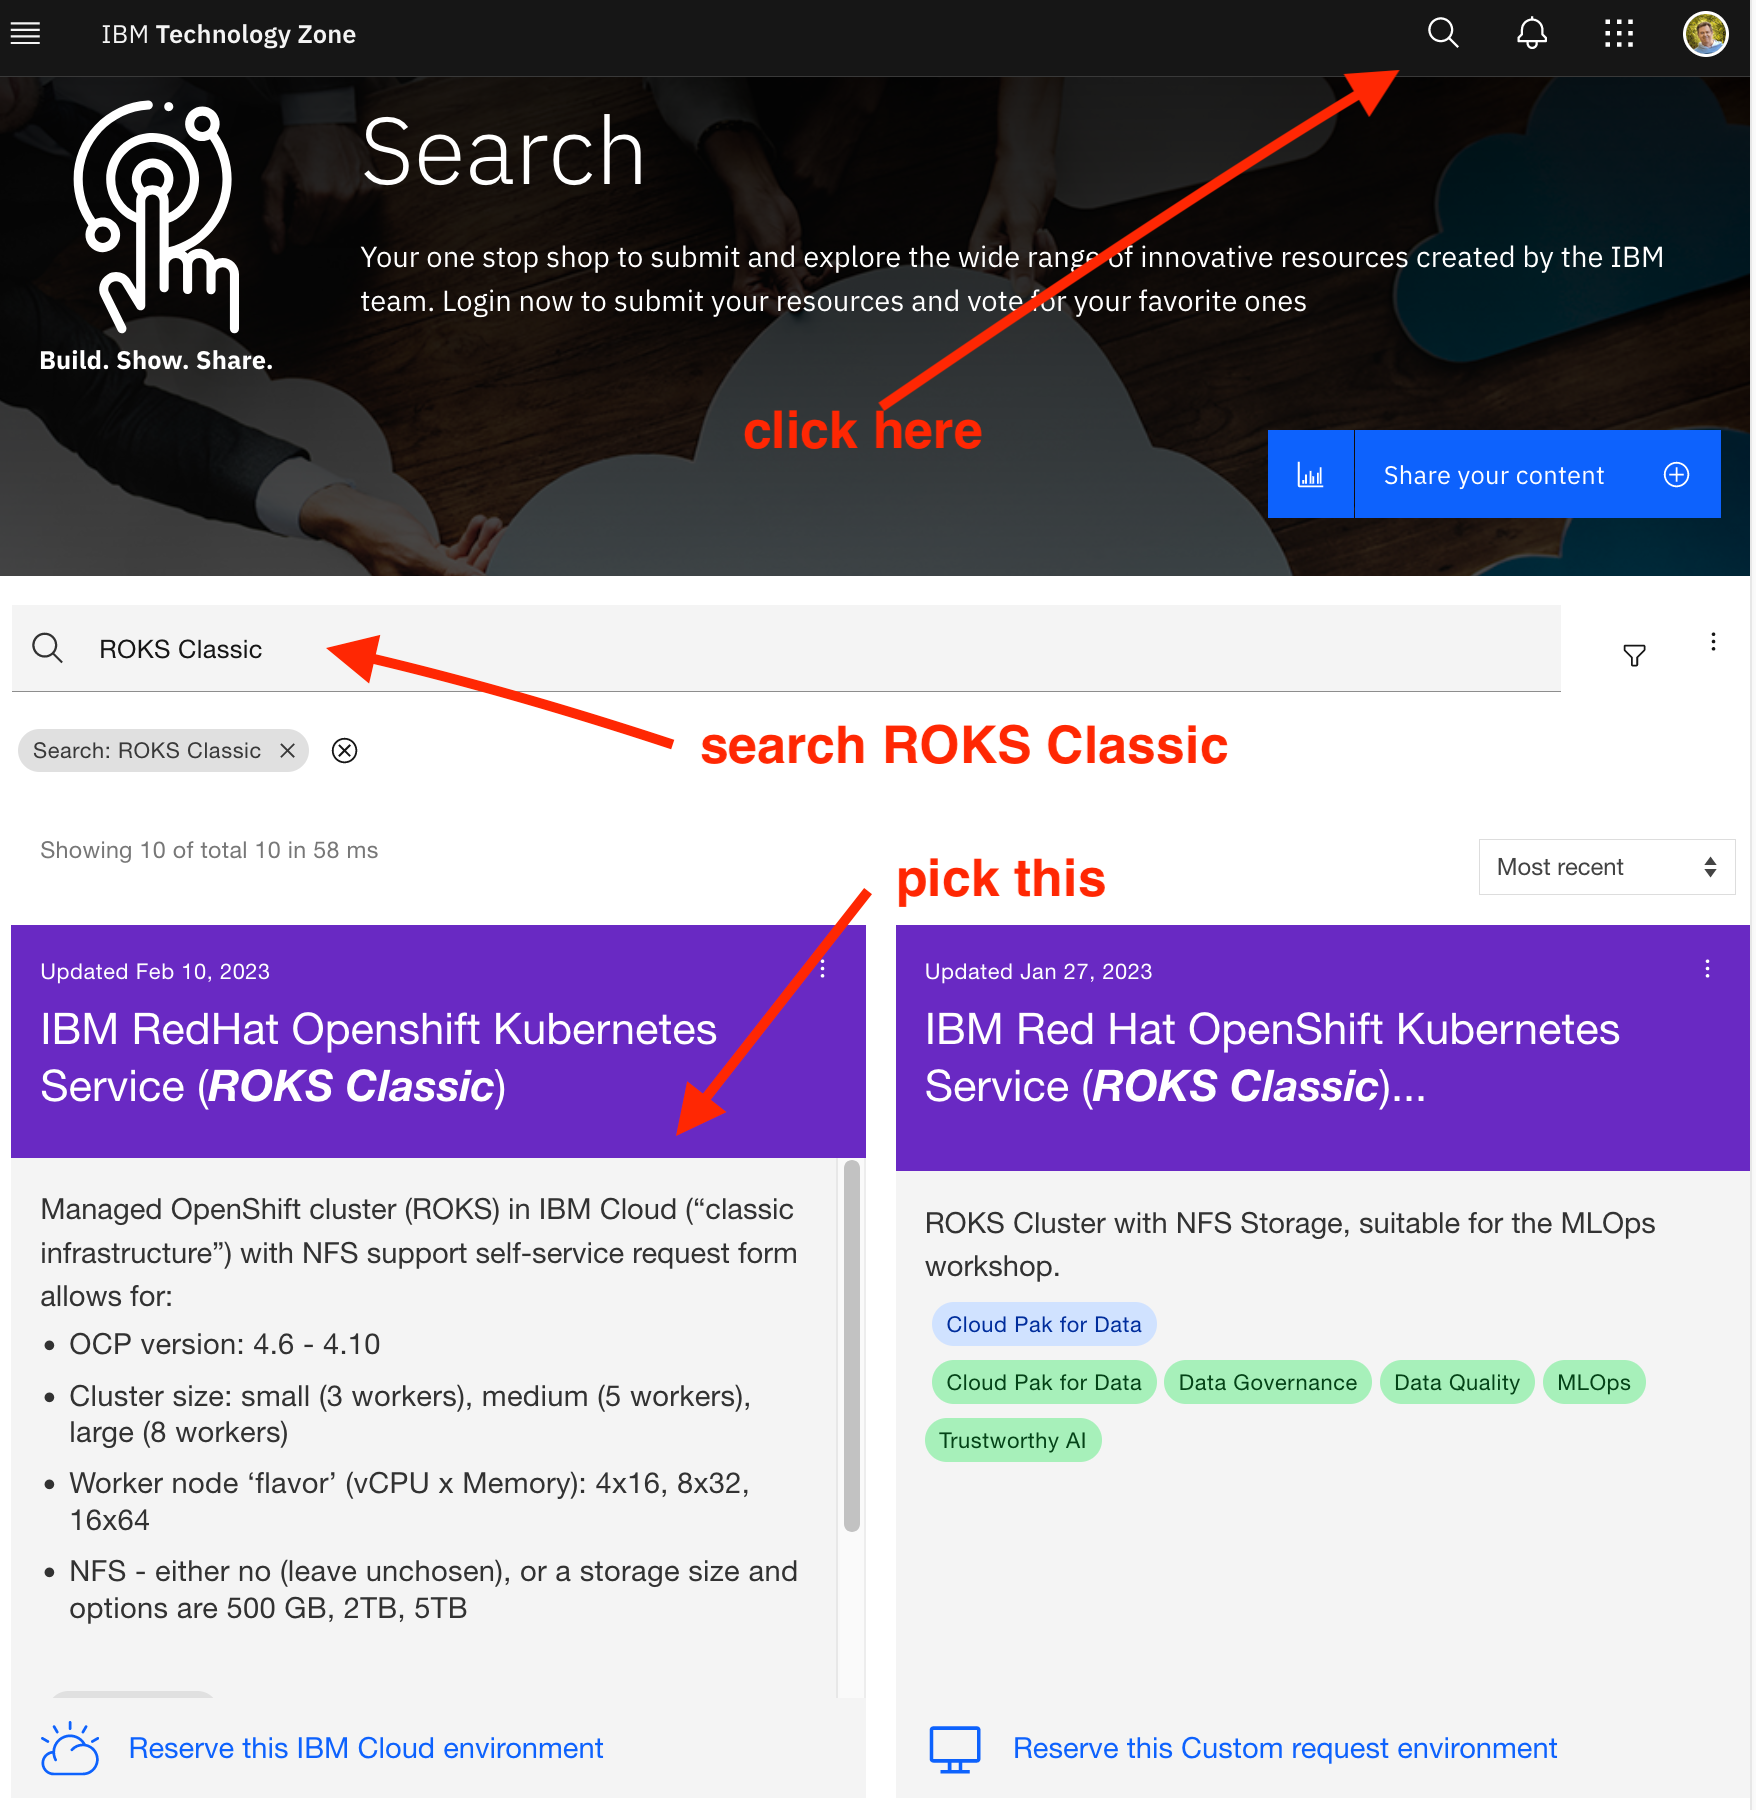 IBM Technology Zone
Search
Your one stop shop to submit and explore the wide range of innovative resources created by the IBM
team. Login now to submit your resources and vote for your favorite ones
Build. Show. Share.
click here
Share your content
ROKS Classic
search ROKS Classic
Search: ROKS Classic
Showing 10 of total 10 in 58 ms
pick this
Most recent
Updated Feb 10, 2023
IBM RedHat Openshift Kubernetes
Service (ROKS Classic)
Managed OpenShift cluster (ROKS) in IBM Cloud (“classic
infrastructure”) with NFS support self-service request form
allows for:
• OCP version: 4.6 - 4.10
• Cluster size: small (3 workers), medium (5 workers),
large (8 workers)
• Worker node ‘flavor’ (vCPU x Memory): 4x16, 8x32,
16x64
• NFS - either no (leave unchosen), or a storage size and
options are 500 GB, 2TB, 5TB
Reserve this IBM Cloud environment
Updated Jan 27, 2023
IBM Red Hat OpenShift Kubernetes
Service (ROKS Classic)...
ROKS Cluster with NFS Storage, suitable for the MLOps
workshop.
Cloud Pak for Data
Cloud Pak for Data Data Governance Data Quality MLOps
Trustworthy AI
Reserve this Custom request environment